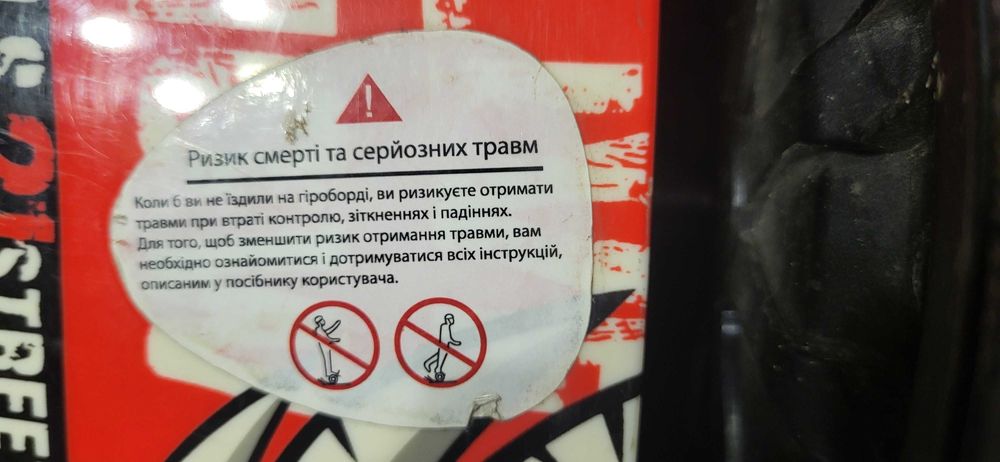 Ризик смерті та серйозних травм
Коли б ви не їздили на гіроборді, ви ризикуєте отримати
травми при втраті контролю, зіткненнях і падіннях.
Для того, щоб зменшити ризик отримання травми, вам
необхідно ознайомитися і дотримуватися всіх інструкцій,
описаним у посібнику користувача.
STREE